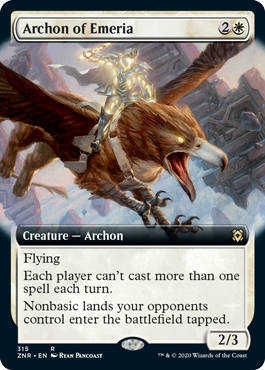 Archon of Emeria 2
Creature — Archon
Flying
Each player can't cast more than one
spell each turn.
Nonbasic lands your opponents
control enter the battlefield tapped.
2/3
315 R
ZNR • EN RYAN PANCOAST
™ & © 2020 Wizards of the Coast